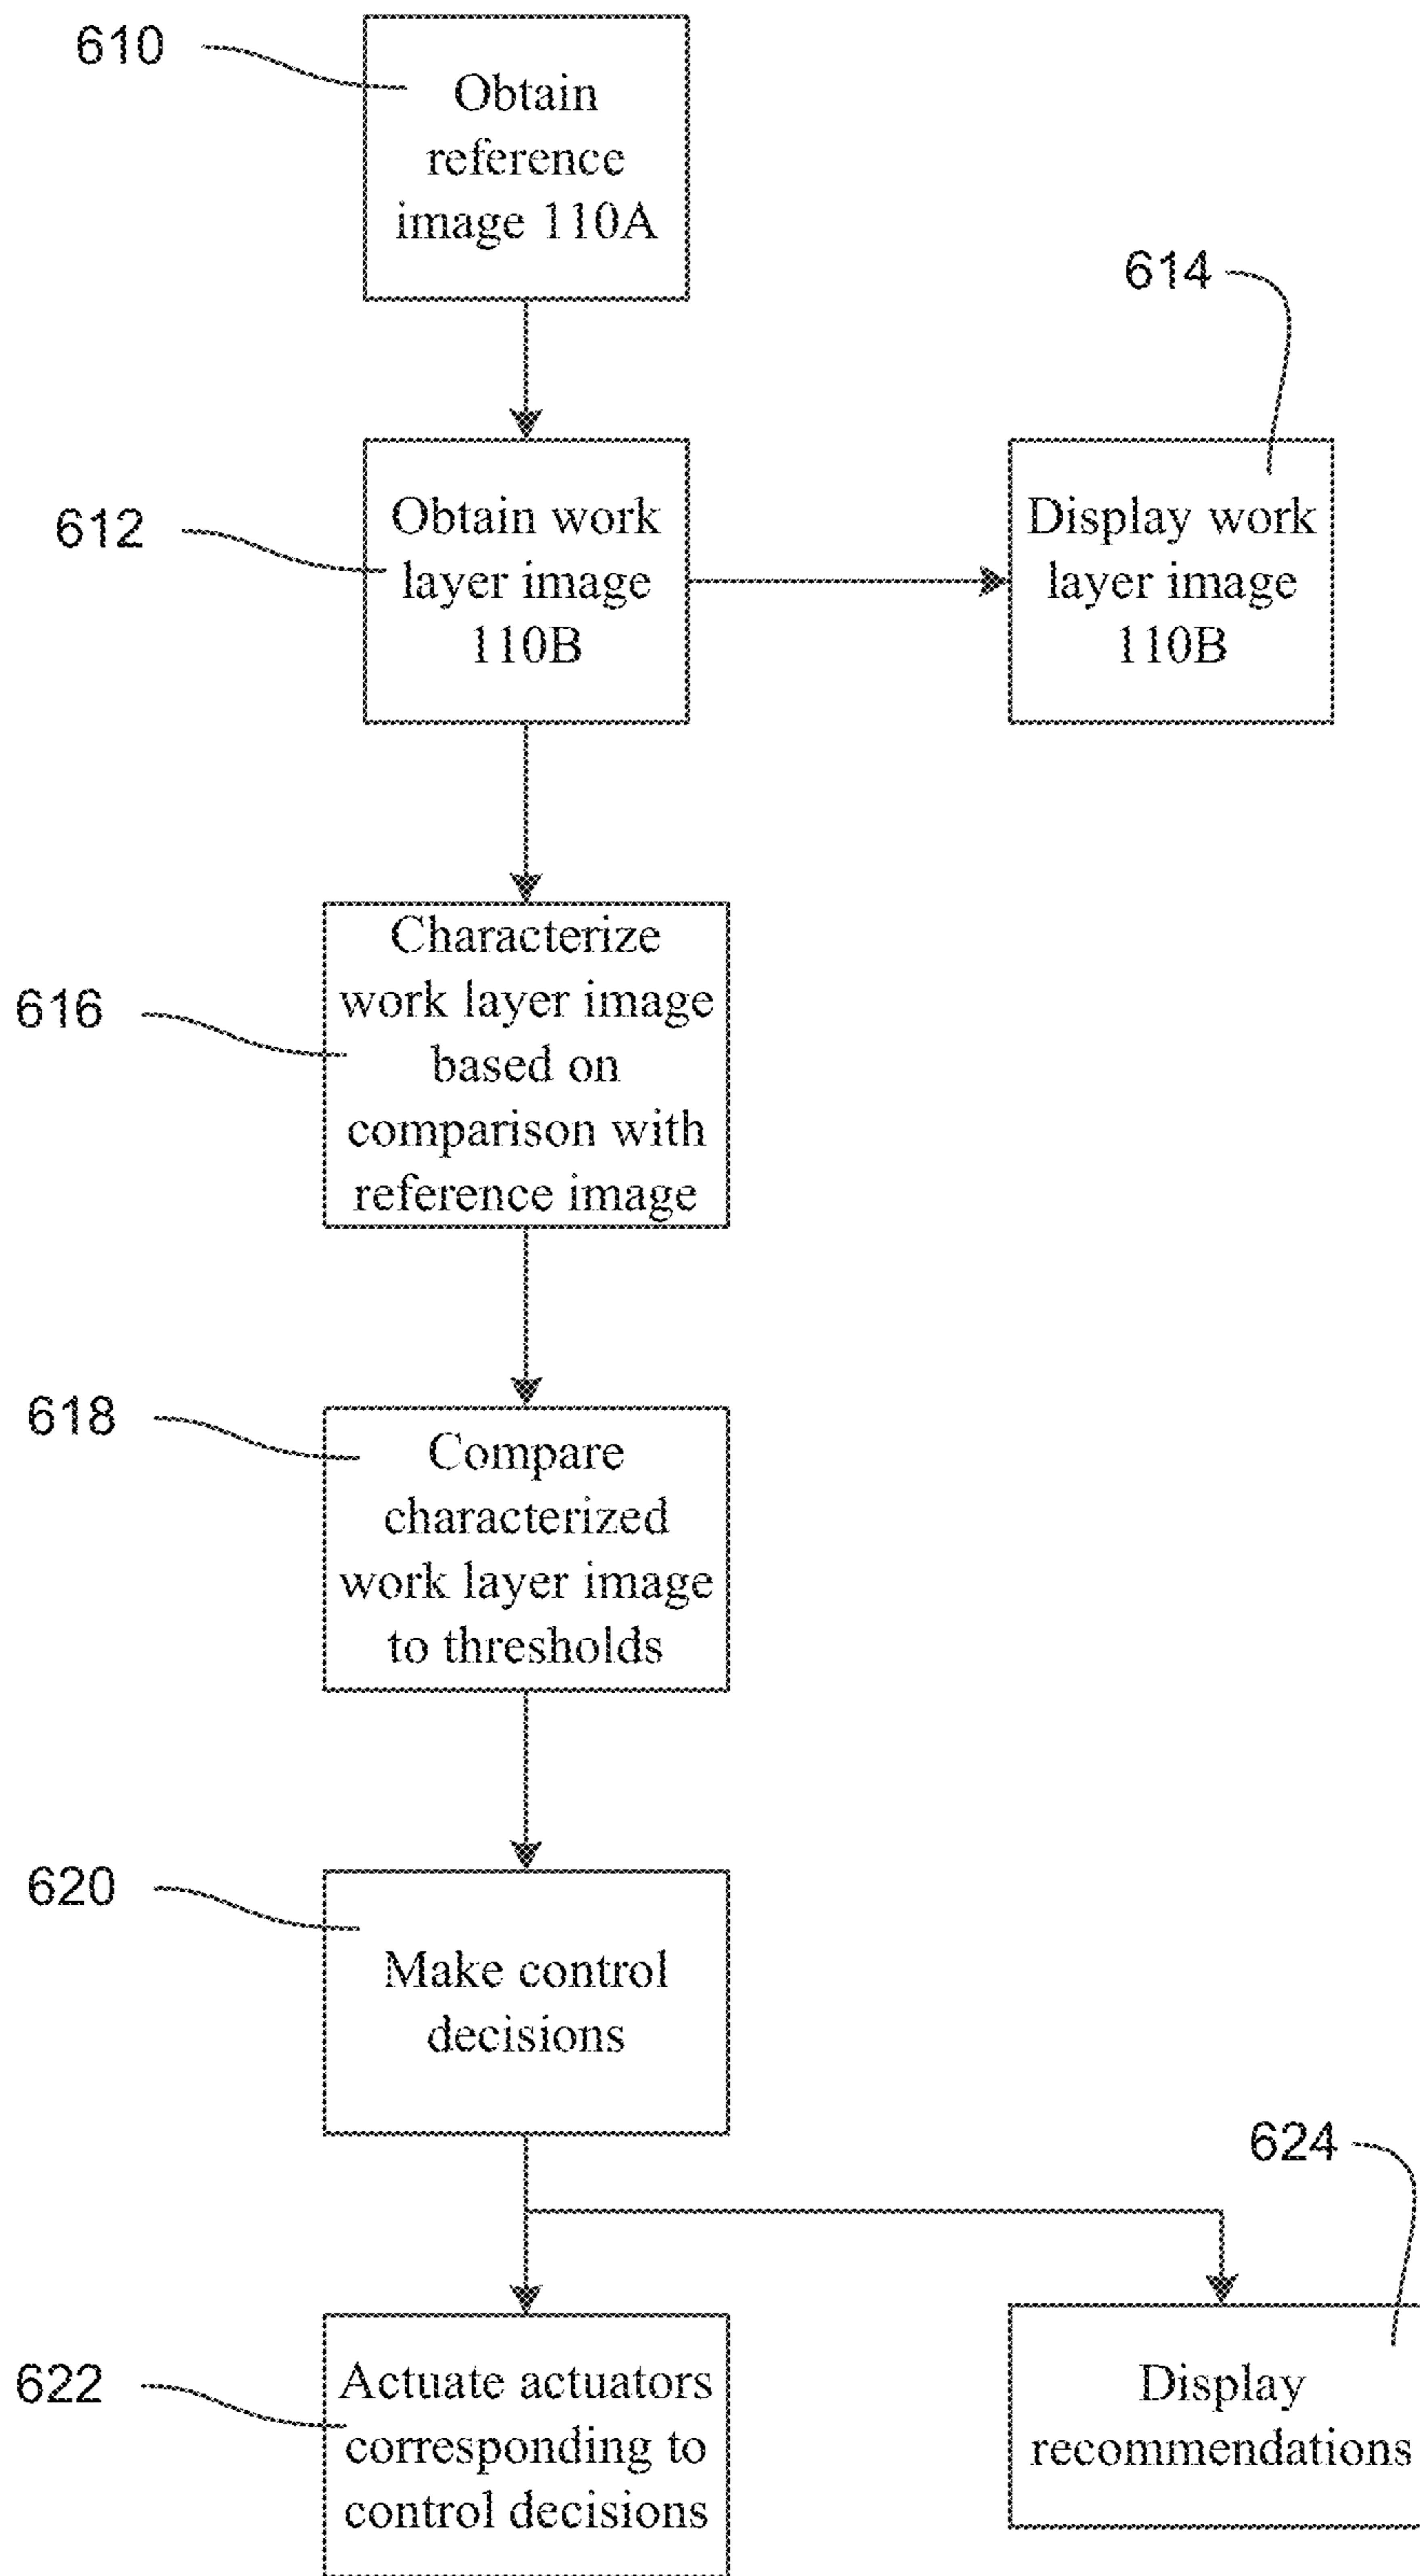 610
Obtain
reference
image 110A
614
612
Obtain work
layer image
110B
Display work
layer image
110B
616
Characterize
work layer image
based on
comparison with
reference image
618
Compare
characterized
work layer image
to thresholds
620
Make control
decisions
624
622
Actuate actuators
corresponding to
control decisions
Display
recommendations